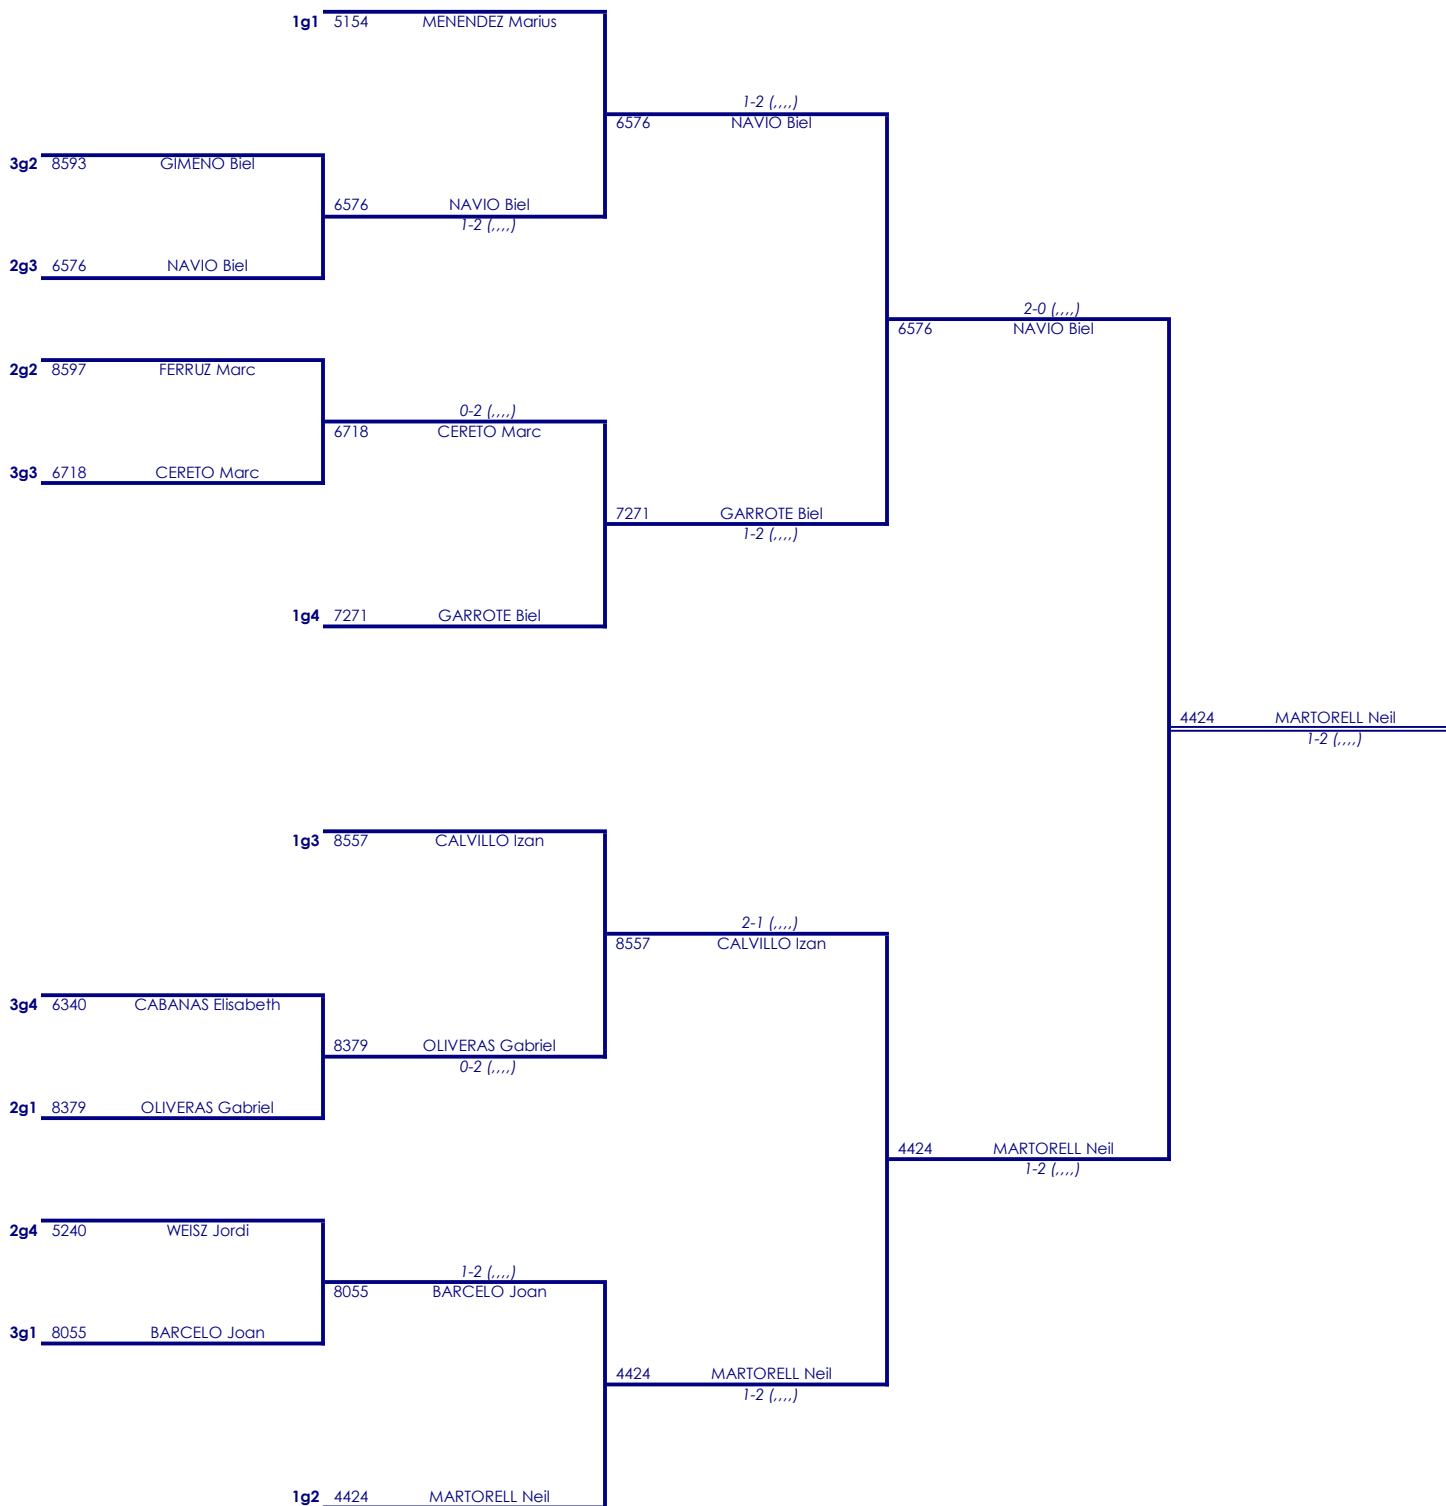 1g1 5154 MENENDEZ Marius
1-2 (,,,,)
6576 NAVIO Biel
3g2 8593 GIMENO Biel
6576 NAVIO Biel
1-2 (,,,,)
2g3 6576 NAVIO Biel
2-0 (,,,,)
6576 NAVIO Biel
2g2 8597 FERRUZ Marc
0-2 (,,,,)
6718 CERETO Marc
3g3 6718 CERETO Marc
7271 GARROTE Biel
1-2 (,,,,)
1g4 7271 GARROTE Biel
4424 MARTORELL Neil
1-2 (,,,,)
1g3 8557 CALVILLO Izan
2-1 (,,,,)
8557 CALVILLO Izan
3g4 6340 CABANAS Elisabeth
8379 OLIVERAS Gabriel
0-2 (,,,,)
2g1 8379 OLIVERAS Gabriel
4424 MARTORELL Neil
1-2 (,,,,)
2g4 5240 WEISZ Jordi
1-2 (,,,,)
8055 BARCELO Joan
3g1 8055 BARCELO Joan
4424 MARTORELL Neil
1-2 (,,,,)
1g2 4424 MARTORELL Neil